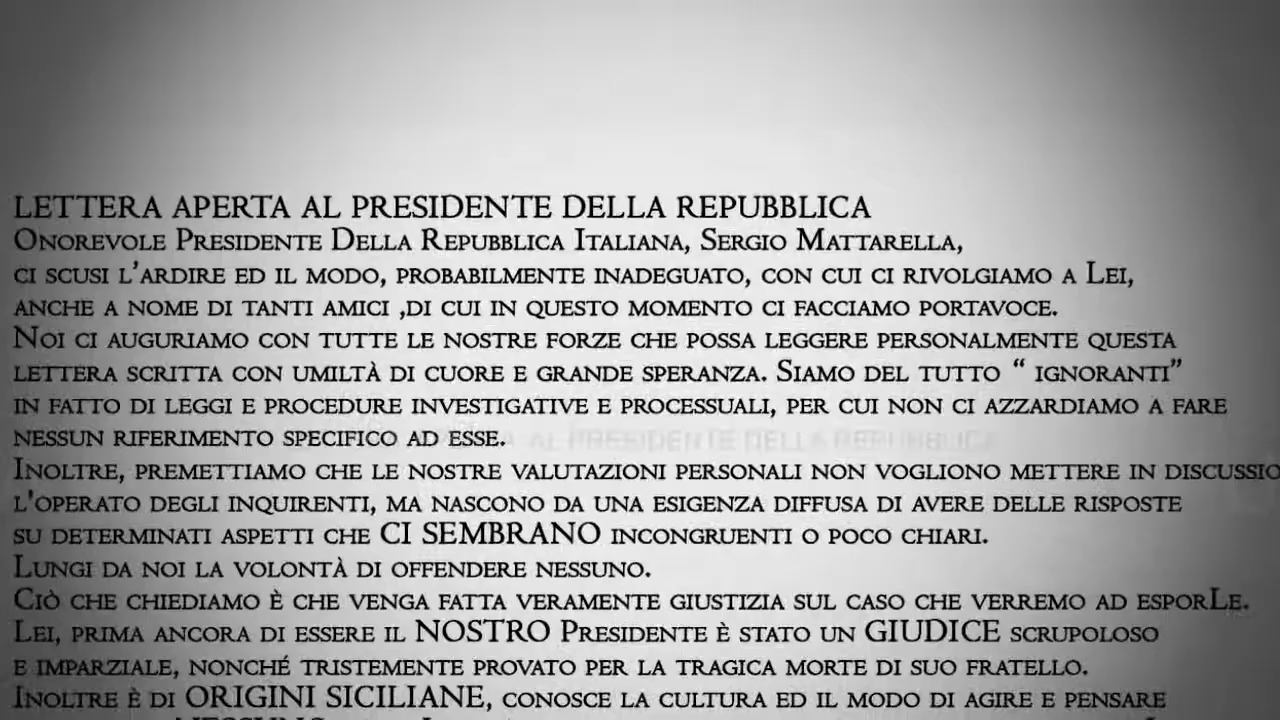 LETTERA APERTA AL PRESIDENTE DELLA REPUBBLICA
Onorevole Presidente Della Repubblica Italiana, Sergio Mattarella,
ci scusi l'ardire ed il modo, probabilmente inadeguato, con cui ci rivolgiamo a Lei,
anche a nome di tanti amici ,di cui in questo momento ci facciamo portavoce.
Noi ci auguriamo con tutte le nostre forze che possa leggere personalmente questa
lettera scritta con umiltà di cuore e grande speranza. Siamo del tutto “ ignoranti”
in fatto di leggi e procedure investigative e processuali, per cui non ci azzardiamo a fare
nessun riferimento specifico ad esse.
AL PRESIDENTE DELLA REPUBBLICA
Inoltre, premettiamo che le nostre valutazioni personali non vogliono mettere in discussio
l'operato degli inquirenti, ma nascono da una esigenza diffusa di avere delle risposte
su determinati aspetti che CI SEMBRANO incongruenti o poco chiari.
Lungi da noi la volontà di offendere nessuno.
Ciò che chiediamo è che venga fatta veramente giustizia sul caso che verremo ad esporLe.
Lei, prima ancora di essere il NOSTRO Presidente è stato un GIUDICE scrupoloso
e imparziale, nonché tristemente provato per la tragica morte di suo fratello.
Inoltre è di ORIGINI SICILIANE, conosce la cultura ed il modo di agire e pensare